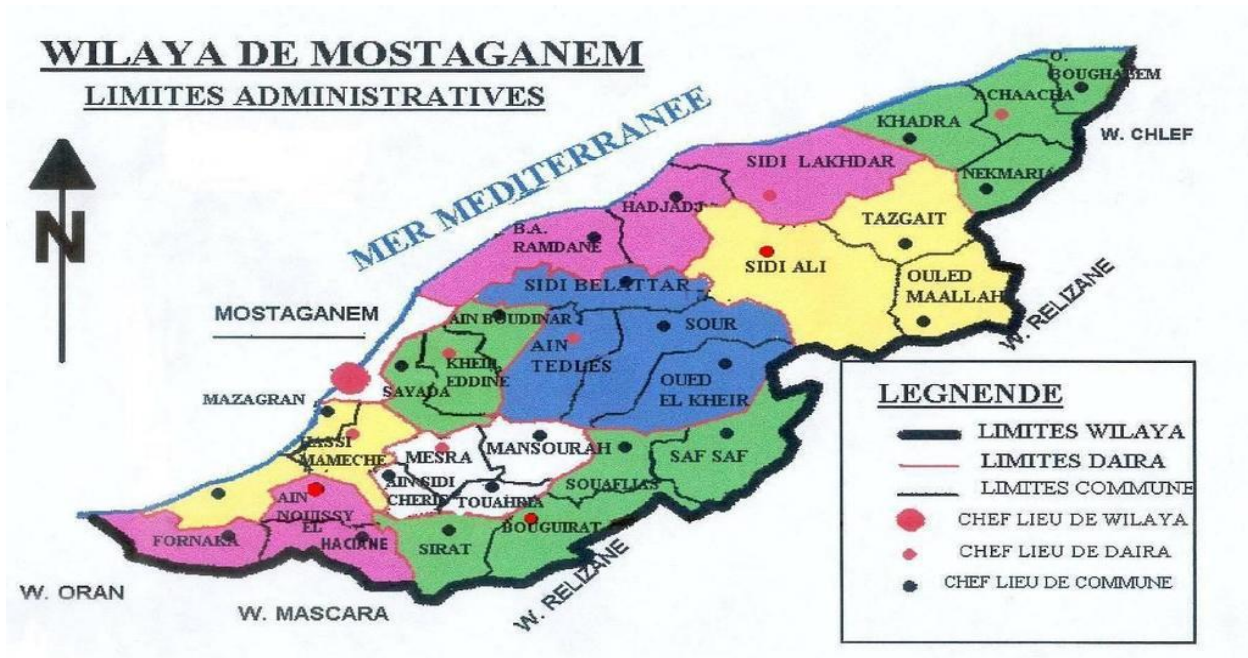 WILAYA DE MOSTAGANEM
LIMITES ADMINISTRATIVES
N
MER MEDITERRANEE
O.
BOUGHALEM
ACHAACHA
KHADRA
W. CHLEF
SIDI LAKHDAR
NEKMARIA
HADJADJ
TAZGAIT
B.A.
RAMDANE
SIDI ALI
OULED
MAALLAH
SIDI BELATTAR
W. RELIZANE
MOSTAGANEM
AIN BOUDINAR
SOUR
AIN
TEDLES
KHEIR
EDDINE
SAYADA
OUED
EL KHEIR
MAZAGRAN
HASSI
MAMECHE
MESRA
MANSOURAH
SAF SAF
AIN SIDI
CHERIF
TOUAHRIA
SOUAFLIAS
AIN
NOUISSY
EL
HACIANE
FORNAKA
SIRAT
BOUGUIRAT
W. ORAN
W. MASCARA
W. RELIZANE
LEGNENDE
LIMITES WILAYA
LIMITES DAIRA
LIMITES COMMUNE
CHEF LIEU DE WILAYA
CHEF LIEU DE DAIRA
CHEF LIEU DE COMMUNE